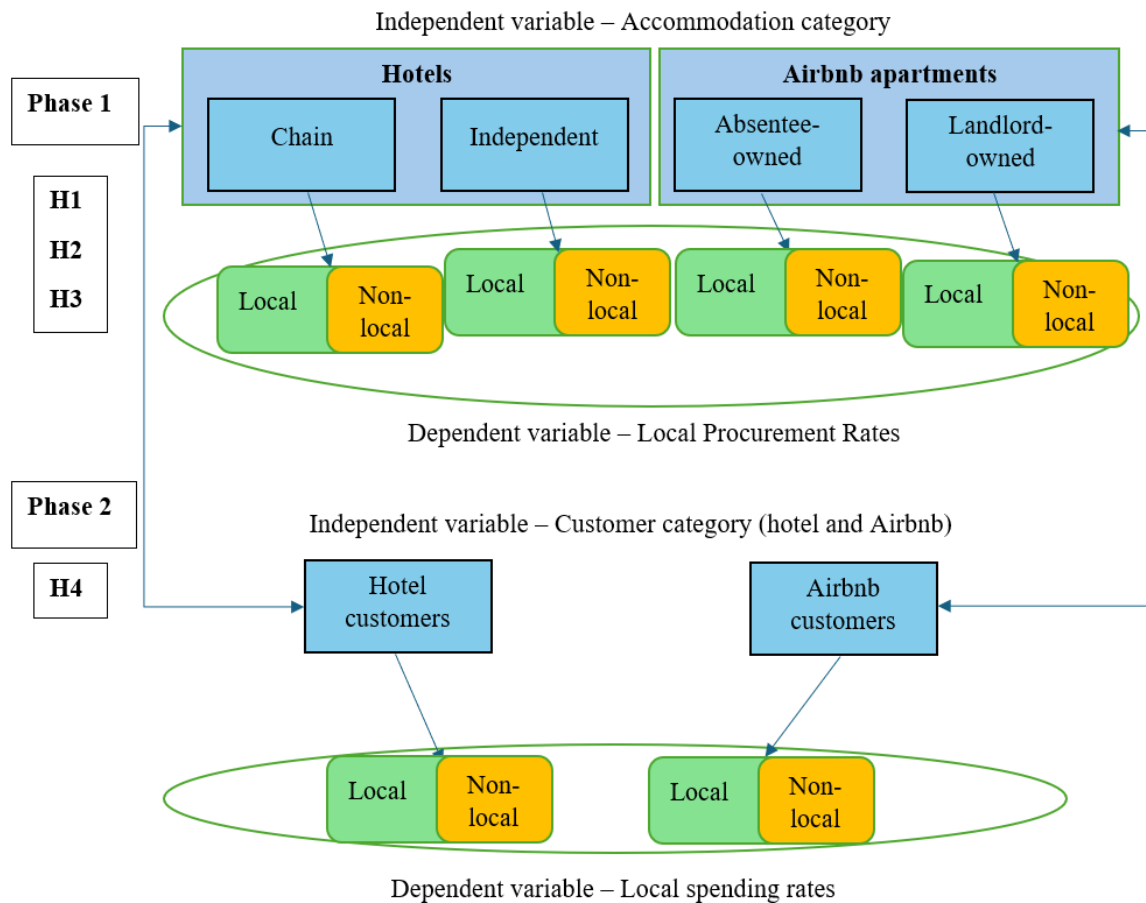 Independent variable – Accommodation category
Phase 1
Hotels
Airbnb apartments
Chain
Independent
Absentee-
owned
Landlord-
owned
H1
H2
H3
Local
Non-
local
Local
Non-
local
Local
Non-
local
Local
Non-
local
Dependent variable – Local Procurement Rates
Phase 2
Independent variable – Customer category (hotel and Airbnb)
H4
Hotel
customers
Airbnb
customers
Local
Non-
local
Local
Non-
local
Dependent variable – Local spending rates